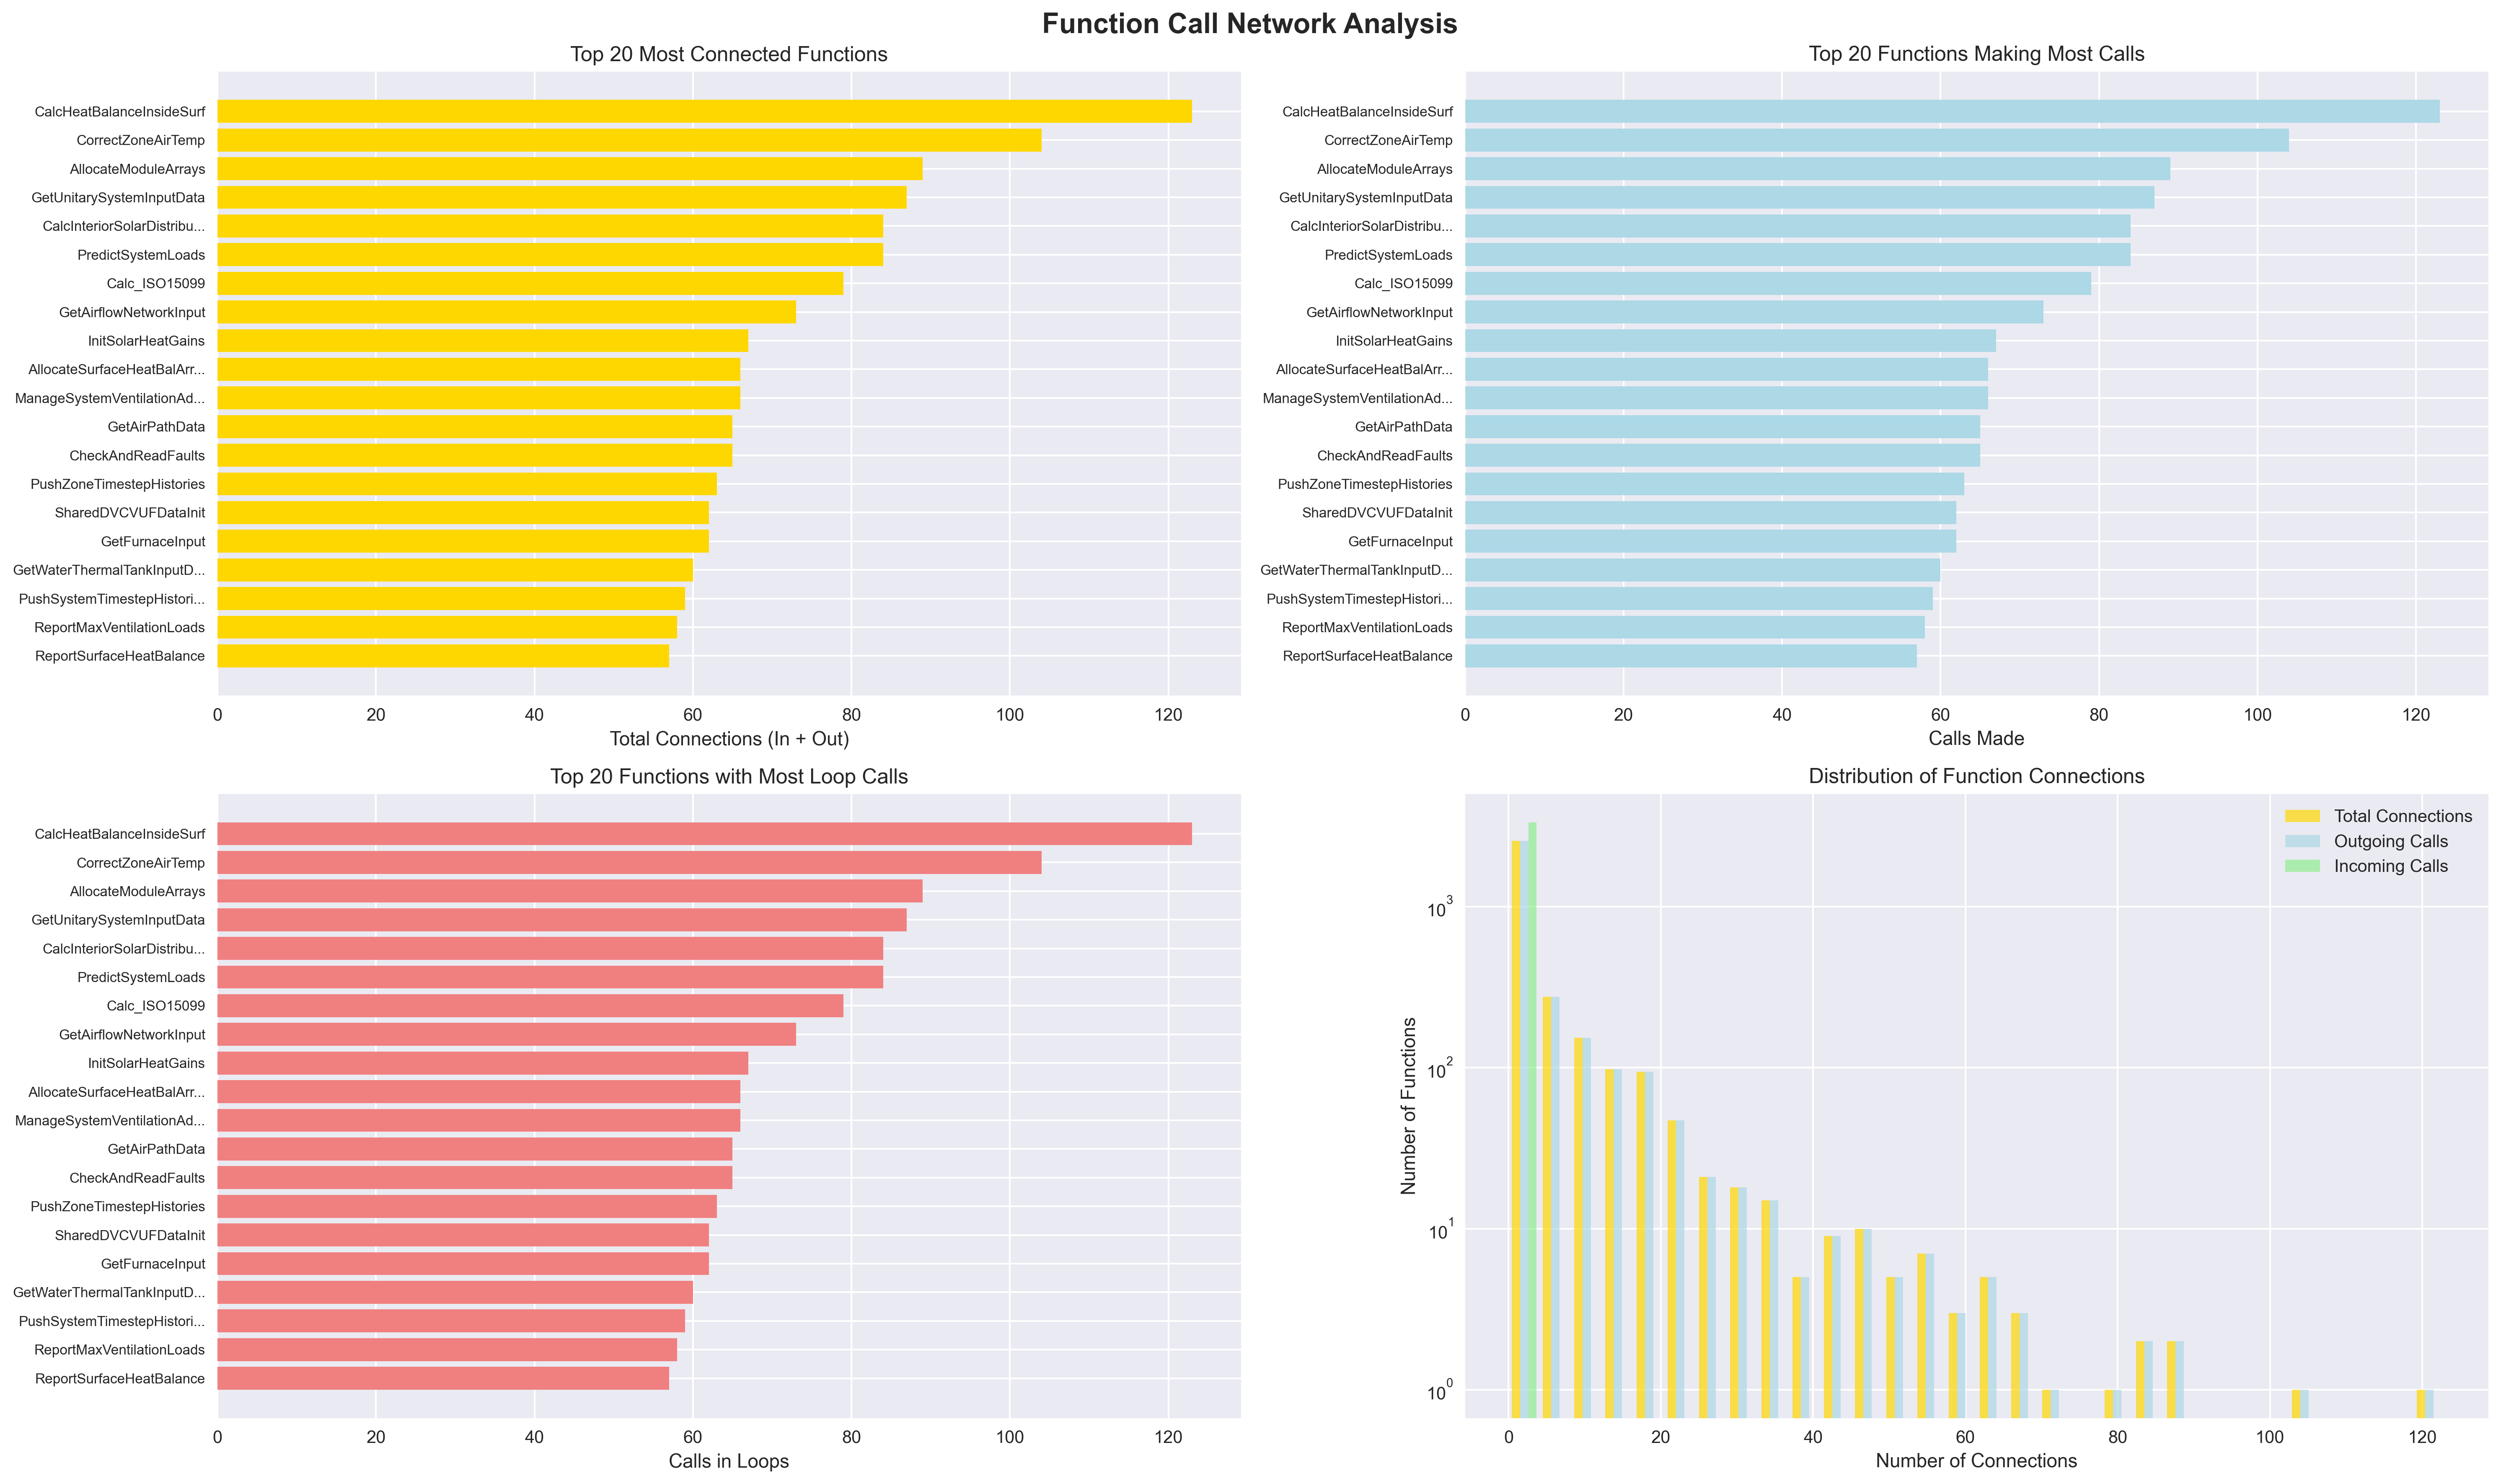 Function Call Network Analysis
Top 20 Most Connected Functions
CalcHeatBalanceInsideSurf
CorrectZoneAirTemp
AllocateModuleArrays
GetUnitarySystemInputData
CalcInteriorSolarDistribu...
PredictSystemLoads
Calc_ISO15099
GetAirflowNetworkInput
InitSolarHeatGains
AllocateSurfaceHeatBalArr...
ManageSystemVentilationAd...
GetAirPathData
CheckAndReadFaults
PushZoneTimestepHistories
SharedDVCVUFDataInit
GetFurnaceInput
GetWaterThermalTankInputD...
PushSystemTimestepHistori...
ReportMaxVentilationLoads
ReportSurfaceHeatBalance
0 20 40 60 80 100 120
Total Connections (In + Out)
Top 20 Functions Making Most Calls
CalcHeatBalanceInsideSurf
CorrectZoneAirTemp
AllocateModuleArrays
GetUnitarySystemInputData
CalcInteriorSolarDistribu...
PredictSystemLoads
Calc_ISO15099
GetAirflowNetworkInput
InitSolarHeatGains
AllocateSurfaceHeatBalArr...
ManageSystemVentilationAd...
GetAirPathData
CheckAndReadFaults
PushZoneTimestepHistories
SharedDVCVUFDataInit
GetFurnaceInput
GetWaterThermalTankInputD...
PushSystemTimestepHistori...
ReportMaxVentilationLoads
ReportSurfaceHeatBalance
0 20 40 60 80 100 120
Calls Made
Top 20 Functions with Most Loop Calls
CalcHeatBalanceInsideSurf
CorrectZoneAirTemp
AllocateModuleArrays
GetUnitarySystemInputData
CalcInteriorSolarDistribu...
PredictSystemLoads
Calc_ISO15099
GetAirflowNetworkInput
InitSolarHeatGains
AllocateSurfaceHeatBalArr...
ManageSystemVentilationAd...
GetAirPathData
CheckAndReadFaults
PushZoneTimestepHistories
SharedDVCVUFDataInit
GetFurnaceInput
GetWaterThermalTankInputD...
PushSystemTimestepHistori...
ReportMaxVentilationLoads
ReportSurfaceHeatBalance
0 20 40 60 80 100 120
Calls in Loops
Distribution of Function Connections
Total Connections
Outgoing Calls
Incoming Calls
Number of Functions
10³
10²
10¹
10⁰
0 20 40 60 80 100 120
Number of Connections